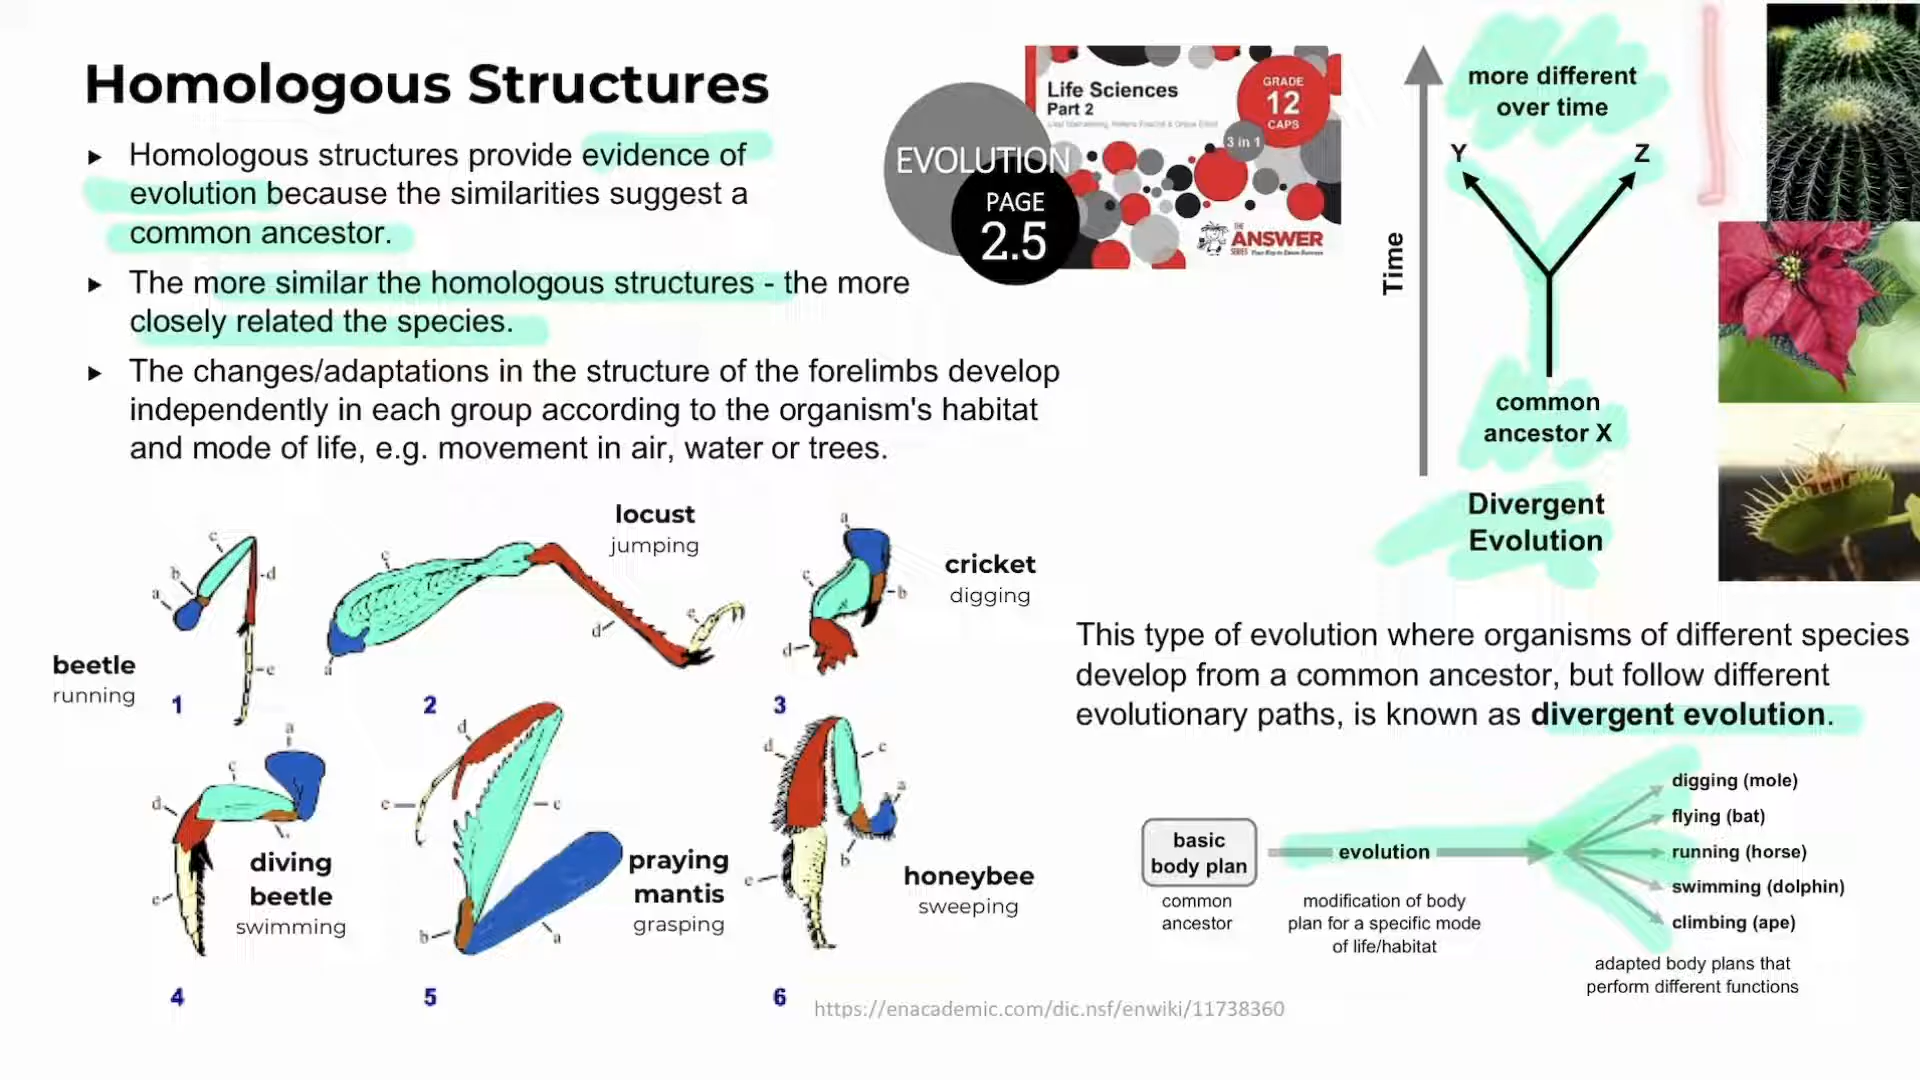 Homologous Structures
Homologous structures provide evidence of
evolution because the similarities suggest a
common ancestor.
The more similar the homologous structures - the more
closely related the species.
The changes/adaptations in the structure of the forelimbs develop
independently in each group according to the organism's habitat
and mode of life, e.g. movement in air, water or trees.
EVOLUTION
PAGE
2.5
Life Sciences
Part 2
GRADE
12
CAPS
3 in 1
THE
ANSWER
SERIES Your Key to Exam Success
more different
over time
Y
Z
Time
common
ancestor X
Divergent
Evolution
This type of evolution where organisms of different species
develop from a common ancestor, but follow different
evolutionary paths, is known as divergent evolution.
basic
body plan
common
ancestor
evolution
modification of body
plan for a specific mode
of life/habitat
digging (mole)
flying (bat)
running (horse)
swimming (dolphin)
climbing (ape)
adapted body plans that
perform different functions
beetle
running
a
b
c
d
e
1
locust
jumping
a
c
d
e
2
cricket
digging
a
b
c
d
3
diving
beetle
swimming
a
c
d
e
4
praying
mantis
grasping
a
b
c
d
e
5
honeybee
sweeping
a
b
c
d
e
6
https://enacademic.com/dic.nsf/enwiki/11738360